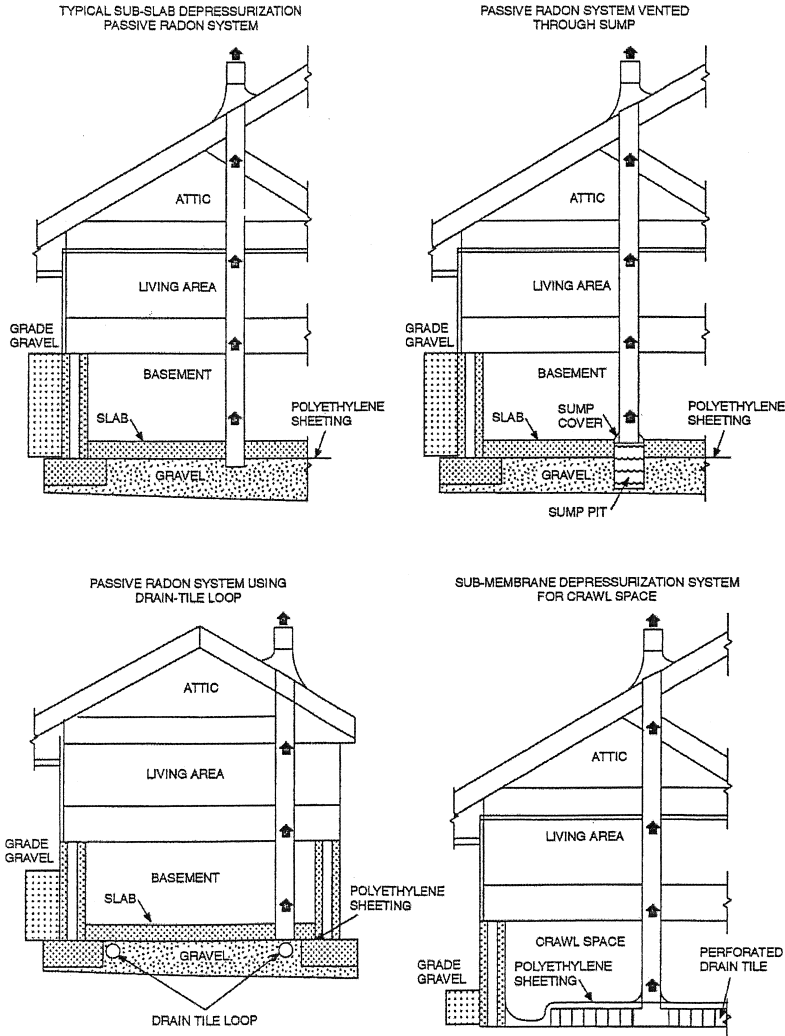 TYPICAL SUB-SLAB DEPRESSURIZATION
PASSIVE RADON SYSTEM
ATTIC
LIVING AREA
GRADE
GRAVEL
BASEMENT
SLAB
POLYETHYLENE
SHEETING
GRAVEL
PASSIVE RADON SYSTEM VENTED
THROUGH SUMP
ATTIC
LIVING AREA
GRADE
GRAVEL
BASEMENT
SLAB
SUMP
COVER
POLYETHYLENE
SHEETING
GRAVEL
SUMP PIT
PASSIVE RADON SYSTEM USING
DRAIN-TILE LOOP
ATTIC
LIVING AREA
GRADE
GRAVEL
BASEMENT
SLAB
POLYETHYLENE
SHEETING
GRAVEL
DRAIN TILE LOOP
SUB-MEMBRANE DEPRESSURIZATION SYSTEM
FOR CRAWL SPACE
ATTIC
LIVING AREA
CRAWL SPACE
GRADE
GRAVEL
POLYETHYLENE
SHEETING
PERFORATED
DRAIN TILE